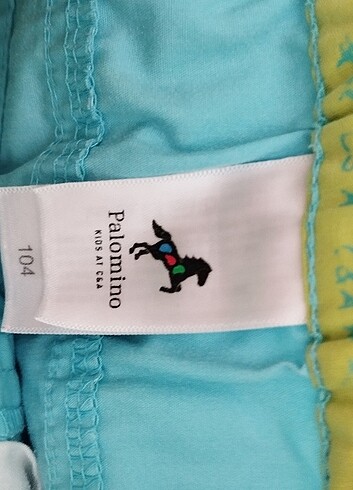 Palomino
KIDS AT C&A
104